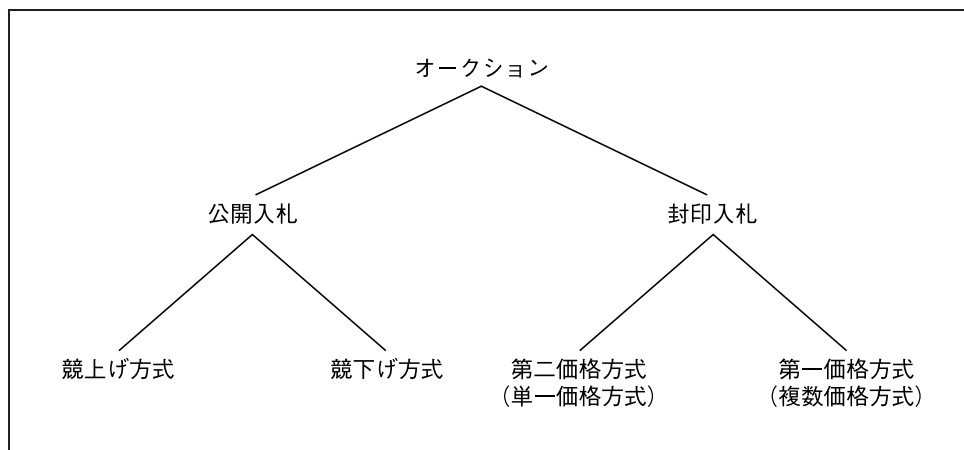 オークション
公開入札
封印入札
競上げ方式
競下げ方式
第二価格方式
（単一価格方式）
第一価格方式
（複数価格方式）